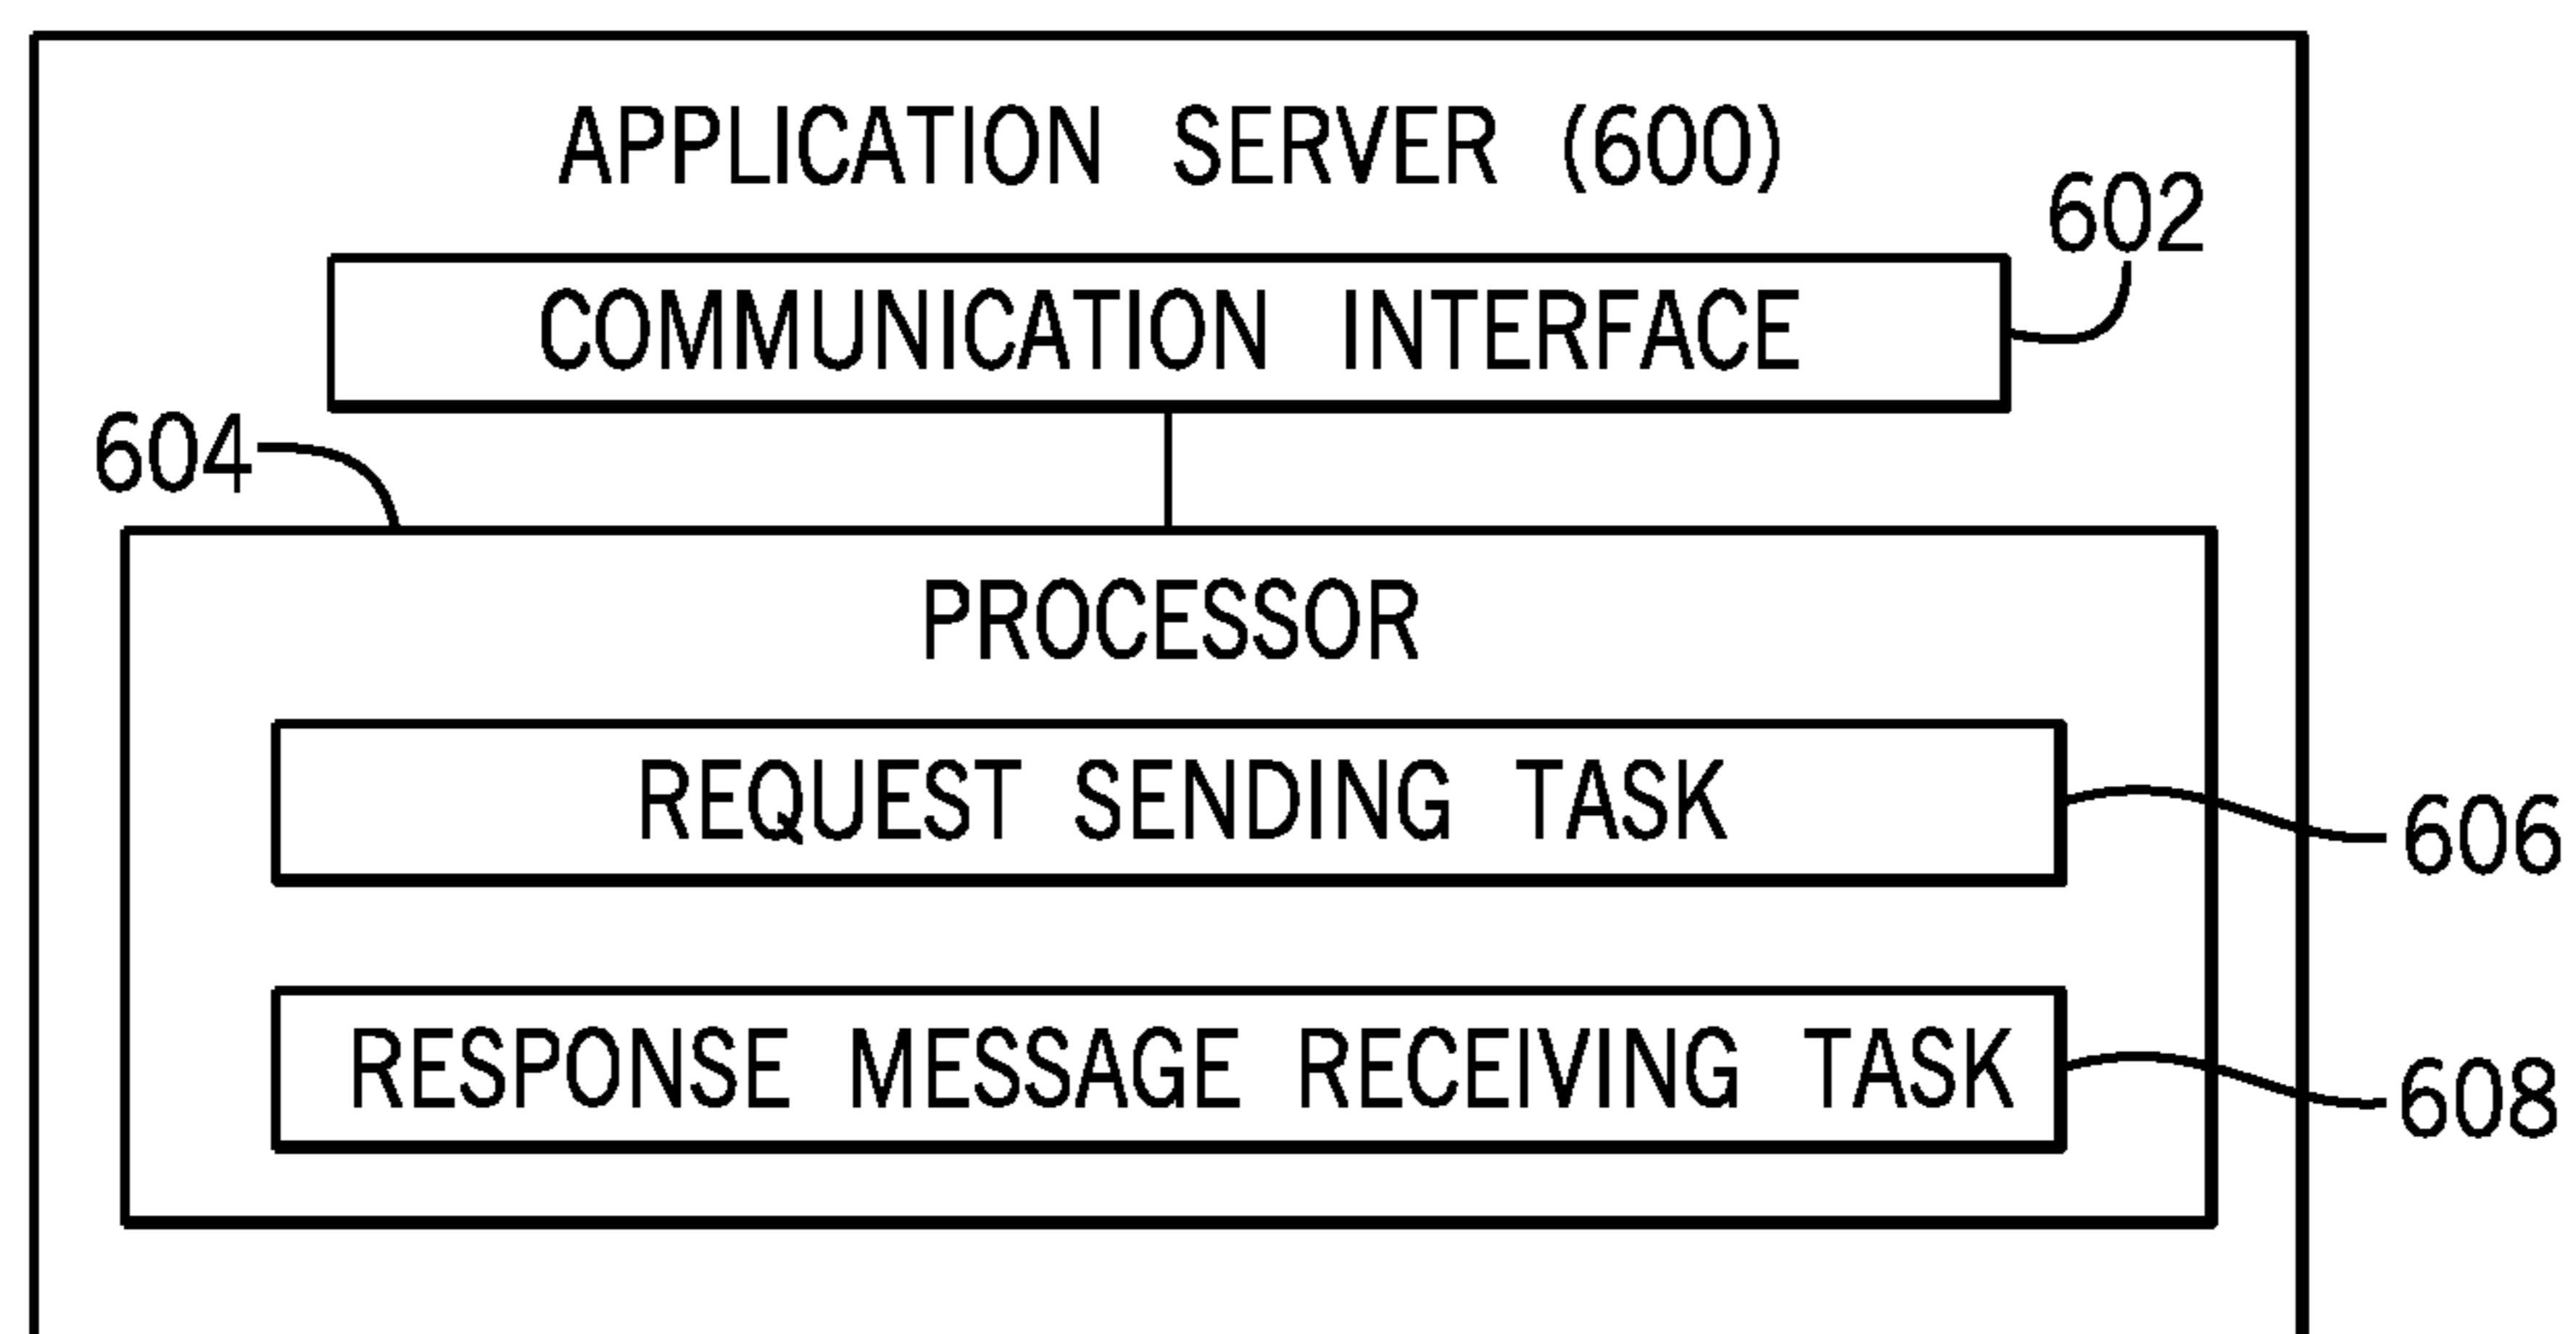 APPLICATION SERVER (600)
602
COMMUNICATION INTERFACE
604
PROCESSOR
REQUEST SENDING TASK
606
RESPONSE MESSAGE RECEIVING TASK
608